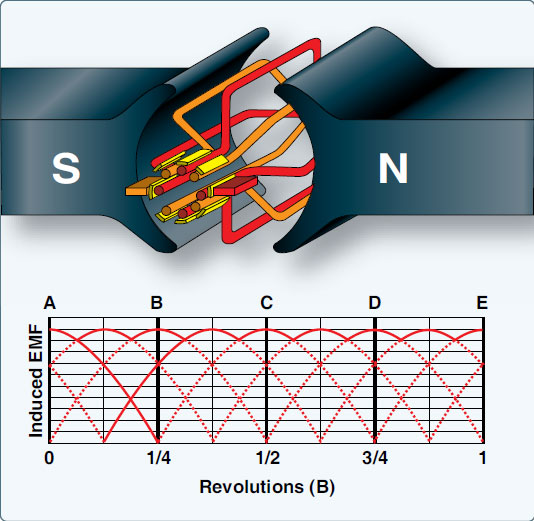 S N
A B C D E
Induced EMF
0 1/4 1/2 3/4 1
Revolutions (B)